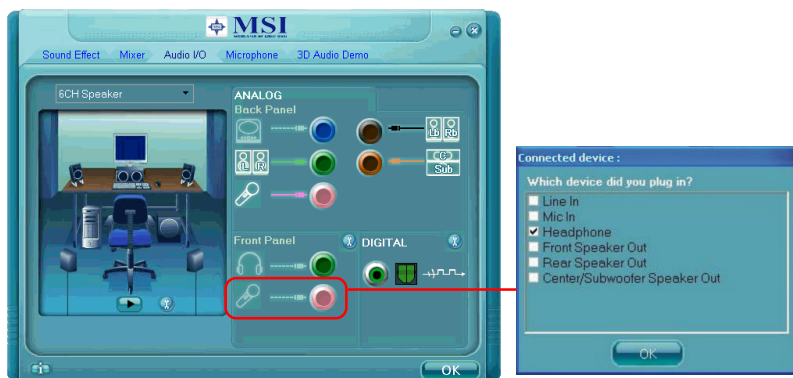 MSI
Sound Effect Mixer Audio I/O Microphone 3D Audio Demo
6CH Speaker
ANALOG
Back Panel
Lb Rb
L R
C
Sub
Front Panel
DIGITAL
i
OK
Connected device :
Which device did you plug in?
Line In
Mic In
Headphone
Front Speaker Out
Rear Speaker Out
Center/Subwoofer Speaker Out
OK